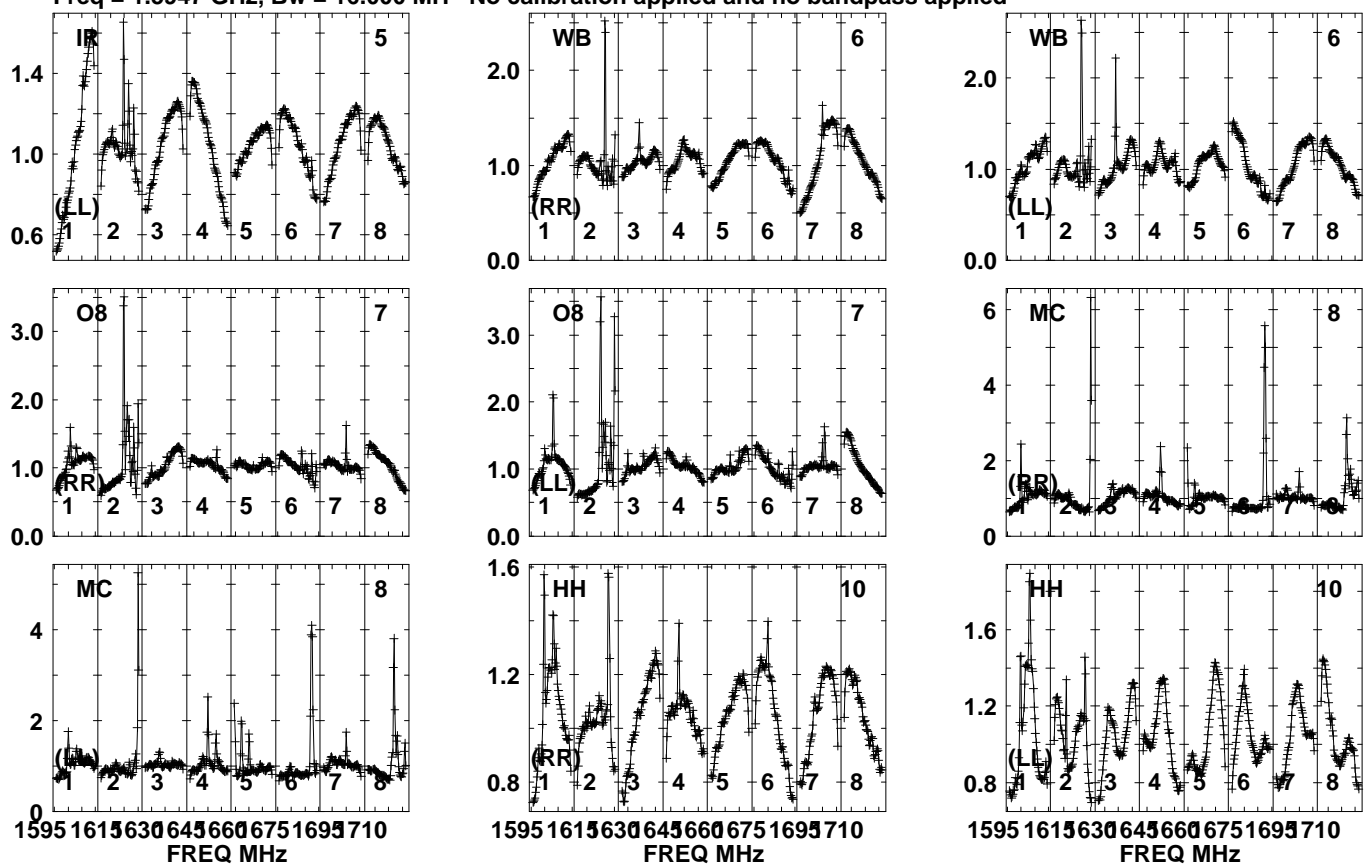 Freq = 1.5947 GHz, Bw = 16.000 MH No calibration applied and no bandpass applied
IR 5
1.4
1.0
0.6
(LL)
1 2 3 4 5 6 7 8
WB 6
2.0
1.0
0.0
(RR)
1 2 3 4 5 6 7 8
WB 6
2.0
1.0
0.0
(LL)
1 2 3 4 5 6 7 8
O8 7
3.0
2.0
1.0
0.0
(RR)
1 2 3 4 5 6 7 8
O8 7
3.0
2.0
1.0
0.0
(LL)
1 2 3 4 5 6 7 8
MC 8
6
4
2
0
(RR)
1 2 3 4 5 6 7 8
MC 8
4
2
0
(LL)
1 2 3 4 5 6 7 8
1595 1615 1630 1645 1660 1675 1695 1710
FREQ MHz
HH 10
1.6
1.2
0.8
(RR)
1 2 3 4 5 6 7 8
1595 1615 1630 1645 1660 1675 1695 1710
FREQ MHz
HH 10
1.6
1.2
0.8
(LL)
1 2 3 4 5 6 7 8
1595 1615 1630 1645 1660 1675 1695 1710
FREQ MHz